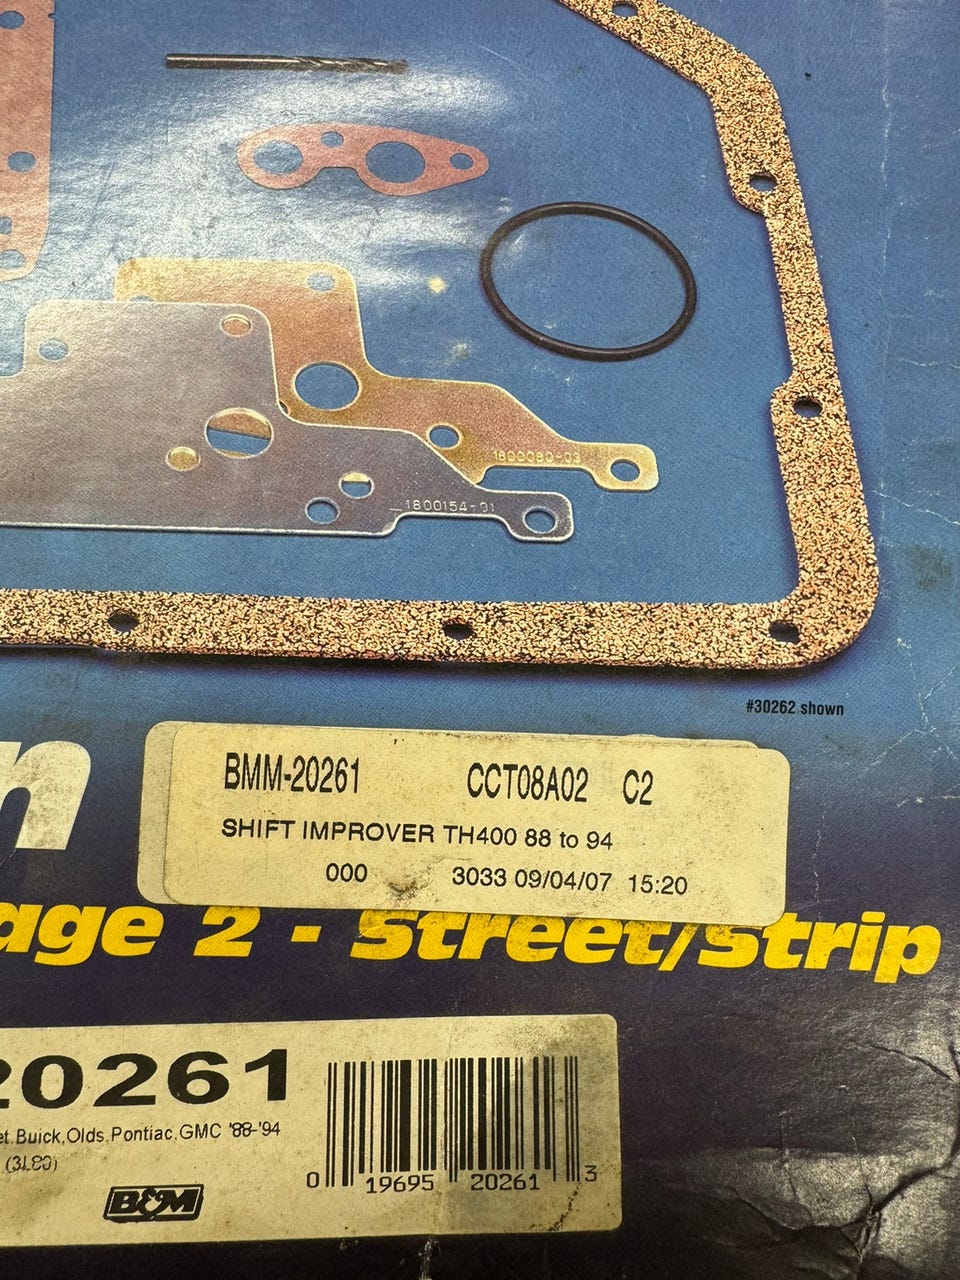 1890080-03
1800154-01
#30262 shown
n
BMM-20261 CCT08A02 C2
SHIFT IMPROVER TH400 88 to 94
000 3033 09/04/07 15:20
age 2 - Street/Strip
20261
et.Buick,Olds,Pontiac,GMC '88-'94
(3L80)
B&M
0 19695 20261 3